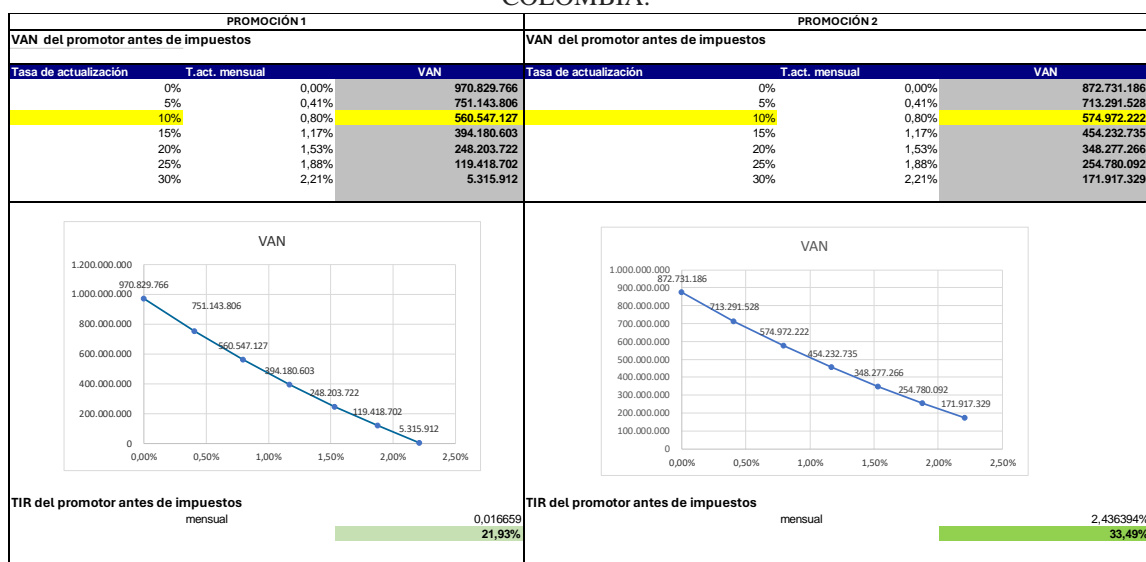 COLOMBIA.
PROMOCIÓN 1
VAN del promotor antes de impuestos
Tasa de actualización T.act. mensual VAN
0% 0,00% 970.829.766
5% 0,41% 751.143.806
10% 0,80% 560.547.127
15% 1,17% 394.180.603
20% 1,53% 248.203.722
25% 1,88% 119.418.702
30% 2,21% 5.315.912
VAN
1.200.000.000
1.000.000.000
800.000.000
600.000.000
400.000.000
200.000.000
0
970.829.766
751.143.806
560.547.127
394.180.603
248.203.722
119.418.702
5.315.912
0,00% 0,50% 1,00% 1,50% 2,00% 2,50%
TIR del promotor antes de impuestos
mensual 0,016659
21,93%
PROMOCIÓN 2
VAN del promotor antes de impuestos
Tasa de actualización T.act. mensual VAN
0% 0,00% 872.731.186
5% 0,41% 713.291.528
10% 0,80% 574.972.222
15% 1,17% 454.232.735
20% 1,53% 348.277.266
25% 1,88% 254.780.092
30% 2,21% 171.917.329
VAN
1.000.000.000
900.000.000
800.000.000
700.000.000
600.000.000
500.000.000
400.000.000
300.000.000
200.000.000
100.000.000
0
872.731.186
713.291.528
574.972.222
454.232.735
348.277.266
254.780.092
171.917.329
0,00% 0,50% 1,00% 1,50% 2,00% 2,50%
TIR del promotor antes de impuestos
mensual 2,436394%
33,49%